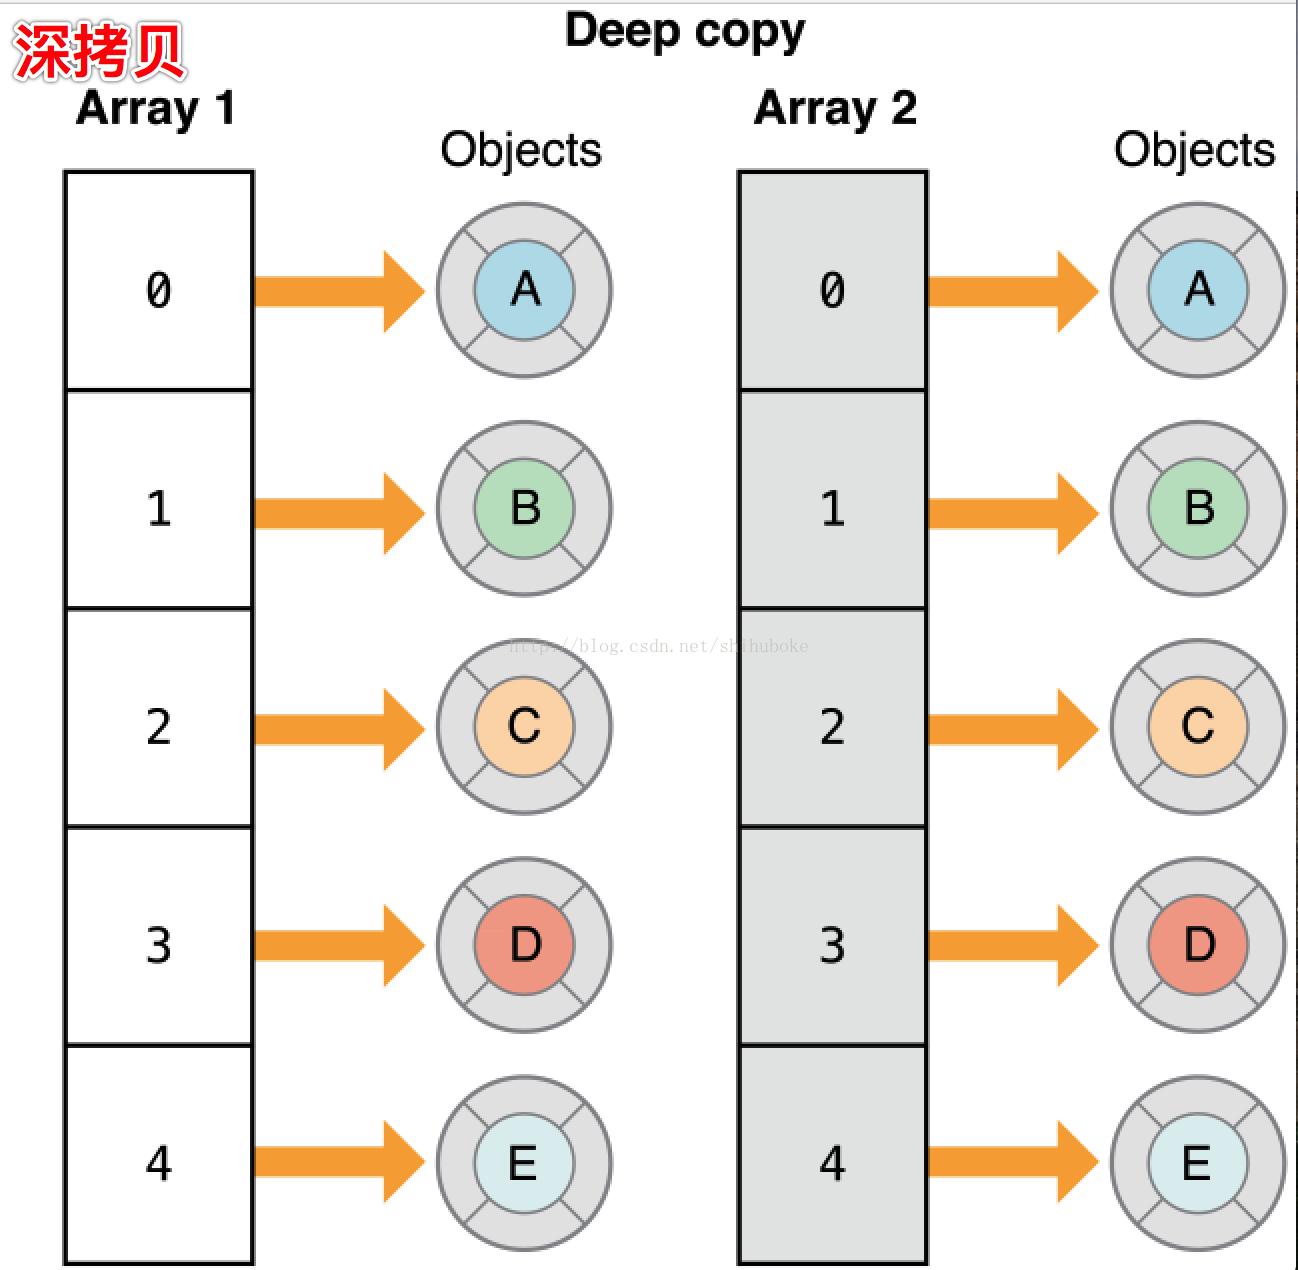 深拷贝
Deep copy
Array 1
Objects
0
A
1
B
2
C
3
D
4
E
Array 2
Objects
0
A
1
B
2
C
3
D
4
E
http://blog.csdn.net/shihuboke